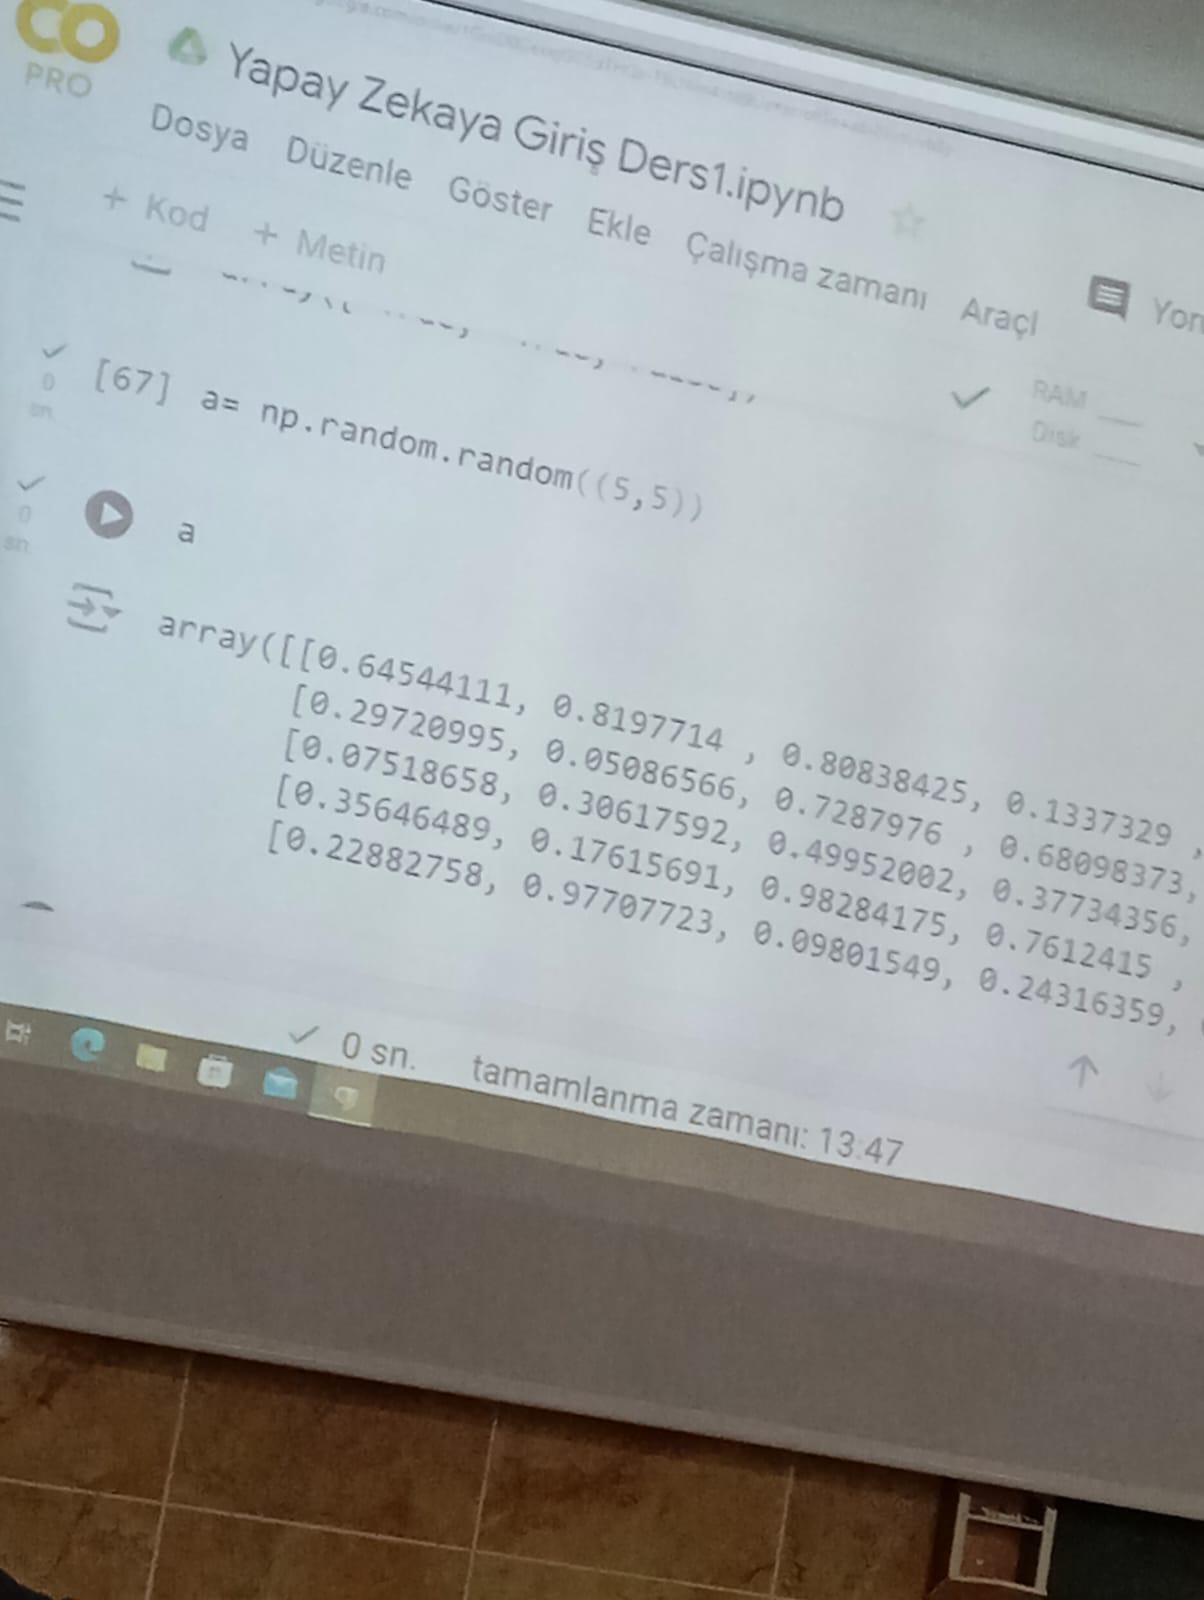 CO
PRO
Yapay Zekaya Giriş Ders1.ipynb
Dosya Düzenle Göster Ekle Çalışma zamanı Araçl
Yor
+ Kod + Metin
RAM
Disk
[67] a= np.random.random((5,5))
0
sn.
a
0
sn.
array([[0.64544111, 0.8197714 , 0.80838425, 0.1337329 ,
[0.29720995, 0.05086566, 0.7287976 , 0.68098373,
[0.07518658, 0.30617592, 0.49952002, 0.37734356,
[0.35646489, 0.17615691, 0.98284175, 0.7612415 ,
[0.22882758, 0.97707723, 0.09801549, 0.24316359,
0 sn. tamamlanma zamanı: 13:47